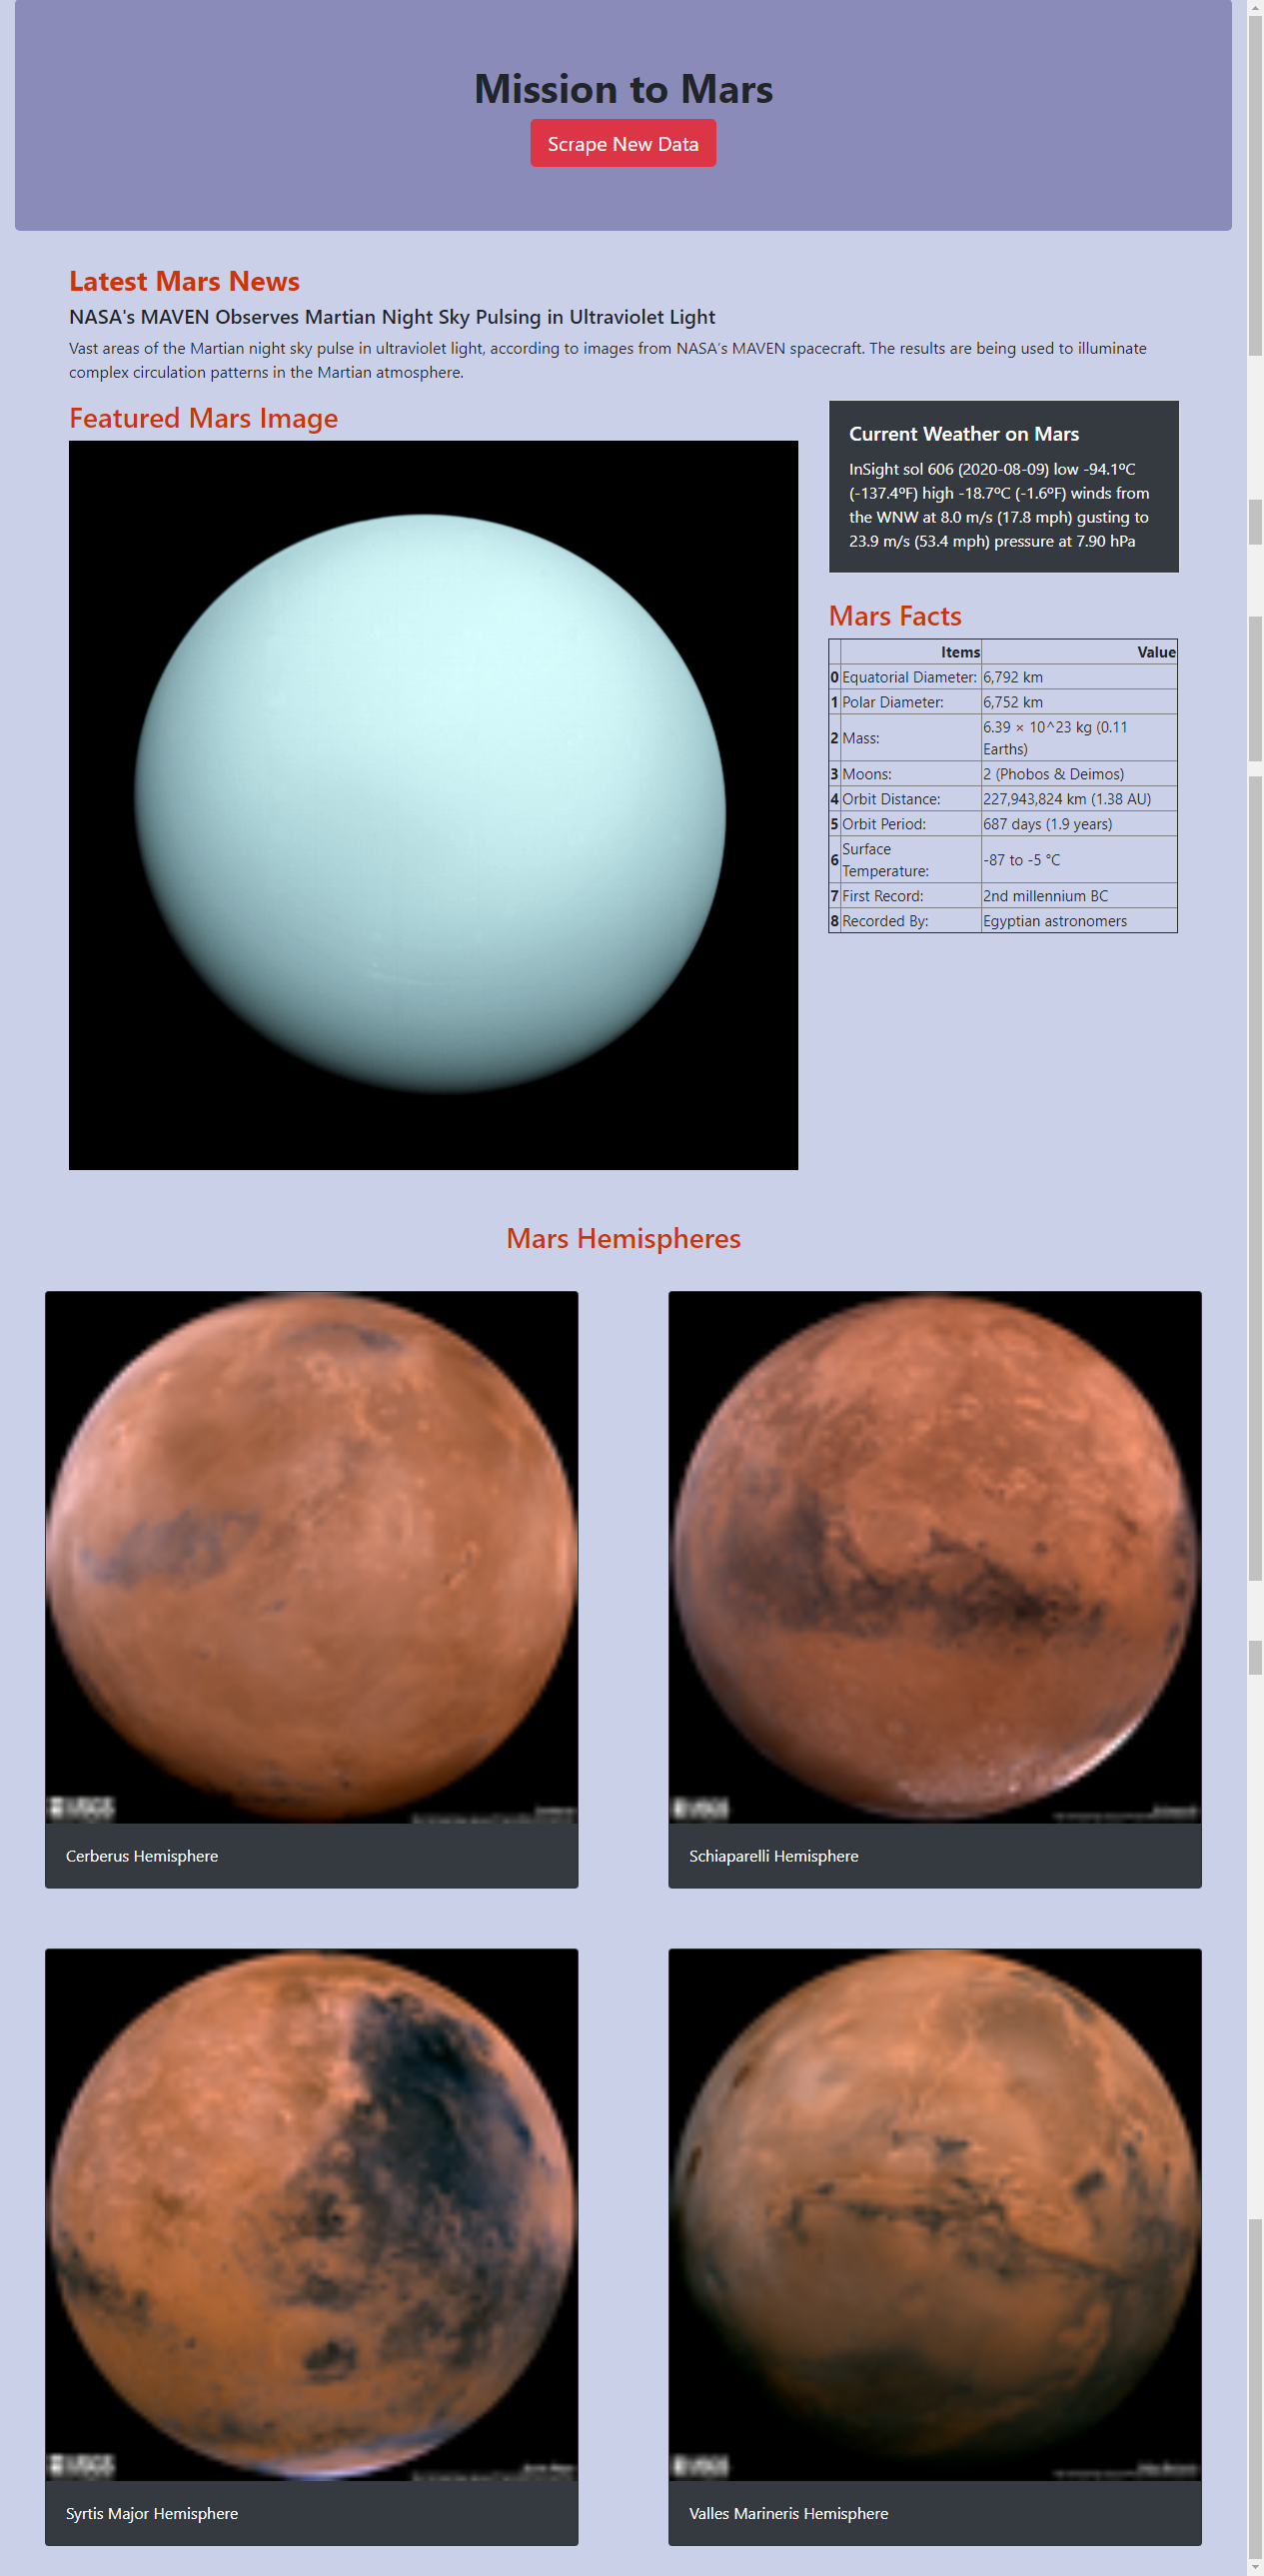 Mission to Mars
Scrape New Data
Latest Mars News
NASA's MAVEN Observes Martian Night Sky Pulsing in Ultraviolet Light
Vast areas of the Martian night sky pulse in ultraviolet light, according to images from NASA's MAVEN spacecraft. The results are being used to illuminate
complex circulation patterns in the Martian atmosphere.
Featured Mars Image
Current Weather on Mars
InSight sol 606 (2020-08-09) low -94.1ºC
(-137.4ºF) high -18.7ºC (-1.6ºF) winds from
the WNW at 8.0 m/s (17.8 mph) gusting to
23.9 m/s (53.4 mph) pressure at 7.90 hPa
Mars Facts
Items Value
0 Equatorial Diameter: 6,792 km
1 Polar Diameter: 6,752 km
2 Mass: 6.39 × 10^23 kg (0.11
Earths)
3 Moons: 2 (Phobos & Deimos)
4 Orbit Distance: 227,943,824 km (1.38 AU)
5 Orbit Period: 687 days (1.9 years)
6 Surface
Temperature: -87 to -5 °C
7 First Record: 2nd millennium BC
8 Recorded By: Egyptian astronomers
Mars Hemispheres
USGS
USGS
Cerberus Hemisphere
Schiaparelli Hemisphere
USGS
USGS
Syrtis Major Hemisphere
Valles Marineris Hemisphere